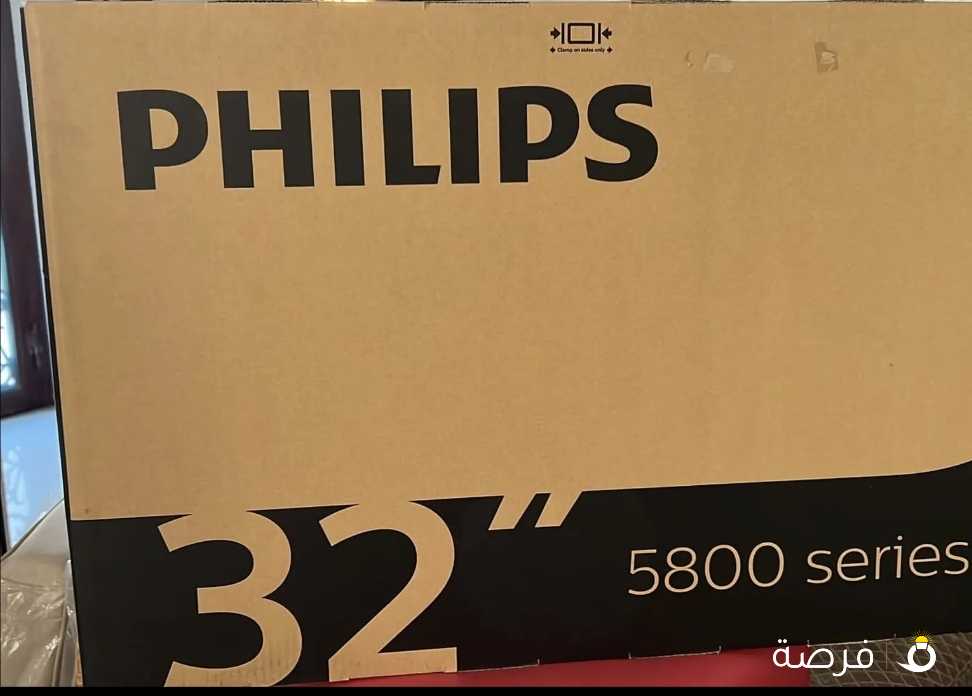 Clamp on sides only
PHILIPS
32"
5800 series
فرصة